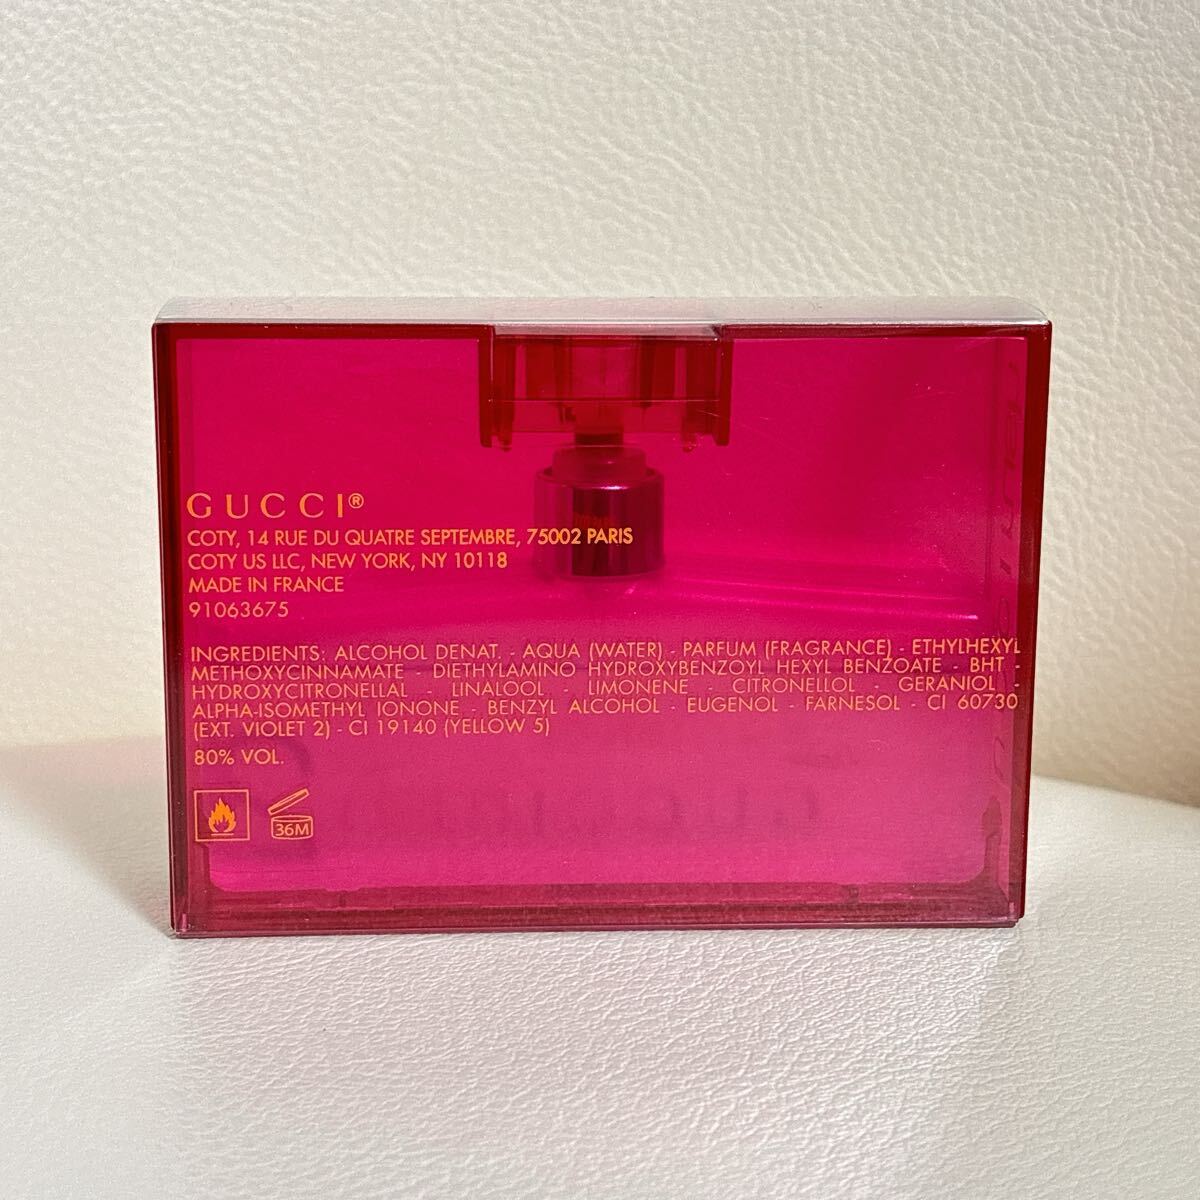 GUCCI®
COTY, 14 RUE DU QUATRE SEPTEMBRE, 75002 PARIS
COTY US LLC, NEW YORK, NY 10118
MADE IN FRANCE
91063675
INGREDIENTS: ALCOHOL DENAT. - AQUA (WATER) - PARFUM (FRAGRANCE) - ETHYLHEXYL
METHOXYCINNAMATE - DIETHYLAMINO HYDROXYBENZOYL HEXYL BENZOATE - BHT -
HYDROXYCITRONELLAL - LINALOOL - LIMONENE - CITRONELLOL - GERANIOL -
ALPHA-ISOMETHYL IONONE - BENZYL ALCOHOL - EUGENOL - FARNESOL - CI 60730
(EXT. VIOLET 2) - CI 19140 (YELLOW 5)
80% VOL.
36M